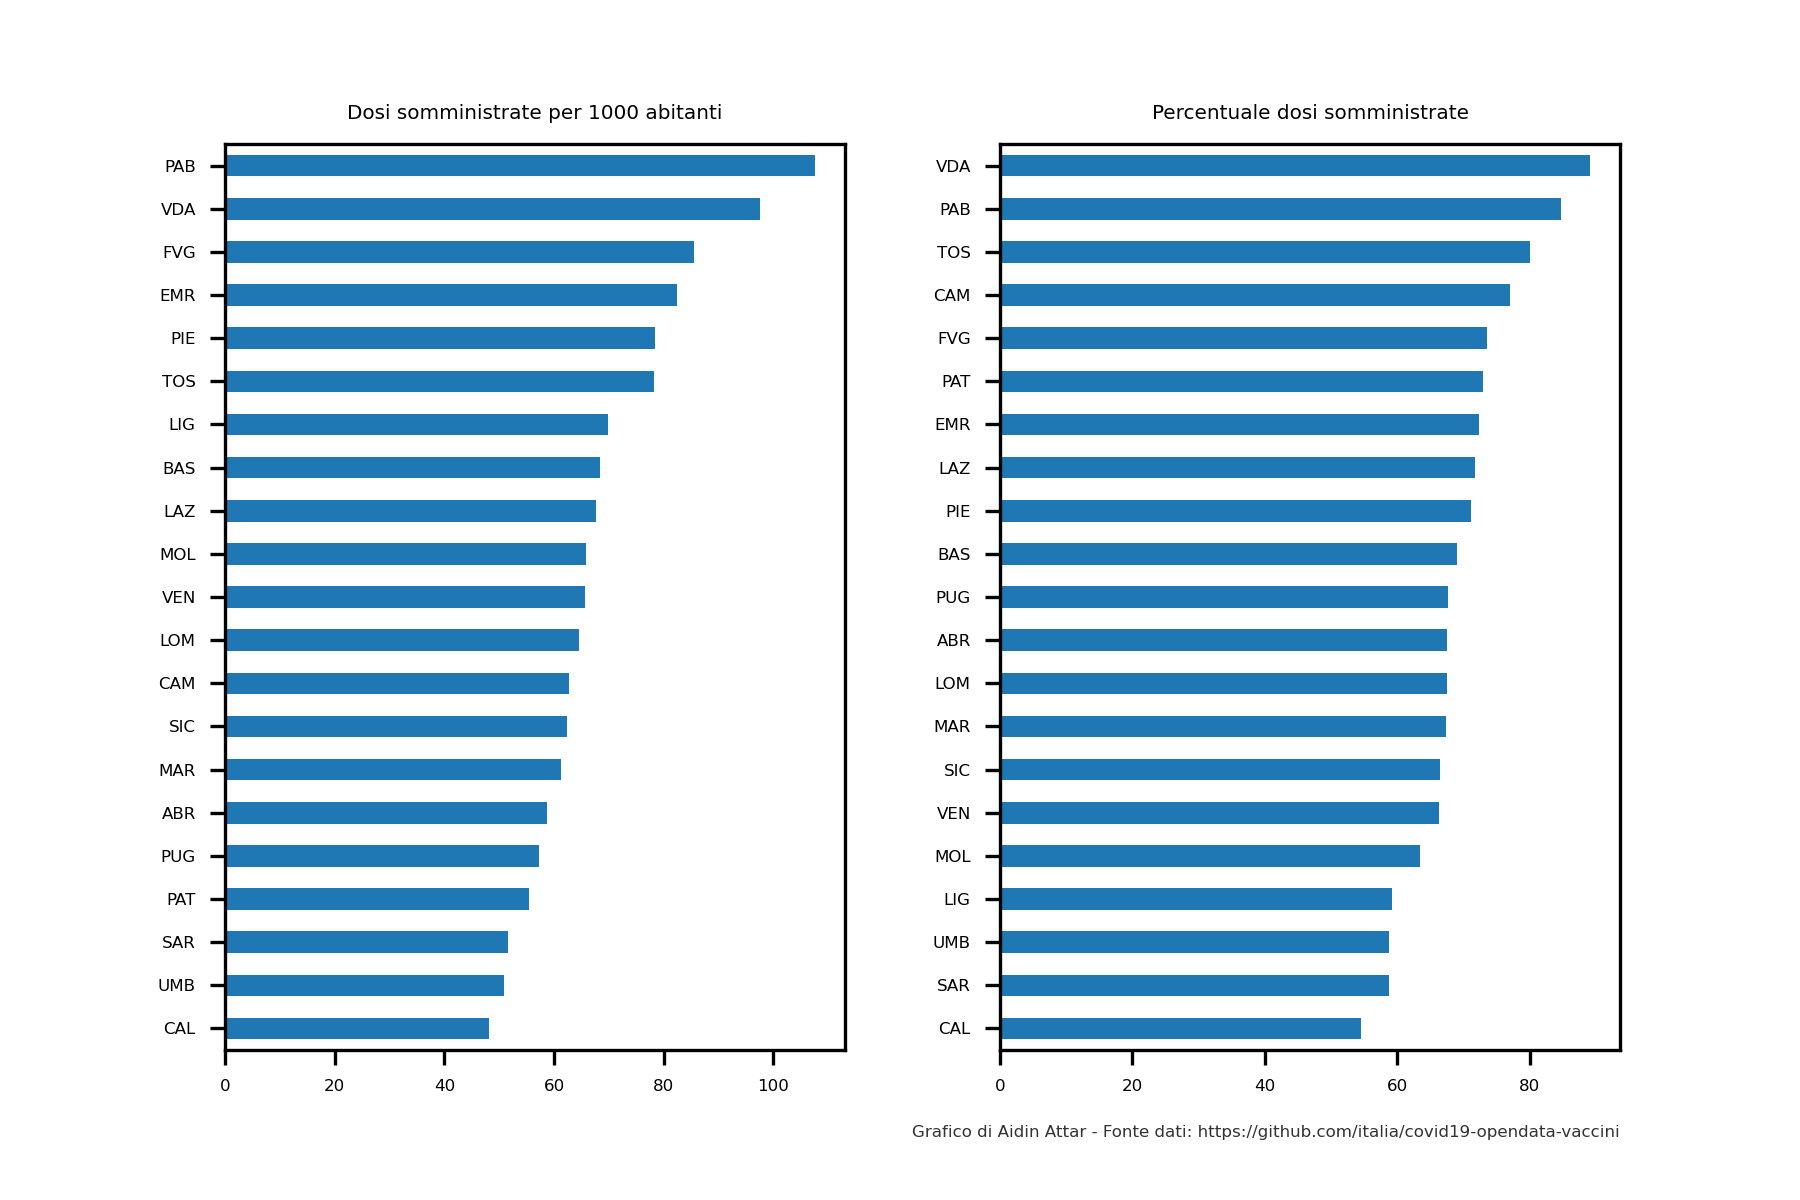 Dosi somministrate per 1000 abitanti
PAB
VDA
FVG
EMR
PIE
TOS
LIG
BAS
LAZ
MOL
VEN
LOM
CAM
SIC
MAR
ABR
PUG
PAT
SAR
UMB
CAL
0 20 40 60 80 100
Percentuale dosi somministrate
VDA
PAB
TOS
CAM
FVG
PAT
EMR
LAZ
PIE
BAS
PUG
ABR
LOM
MAR
SIC
VEN
MOL
LIG
UMB
SAR
CAL
0 20 40 60 80
Grafico di Aidin Attar - Fonte dati: https://github.com/italia/covid19-opendata-vaccini